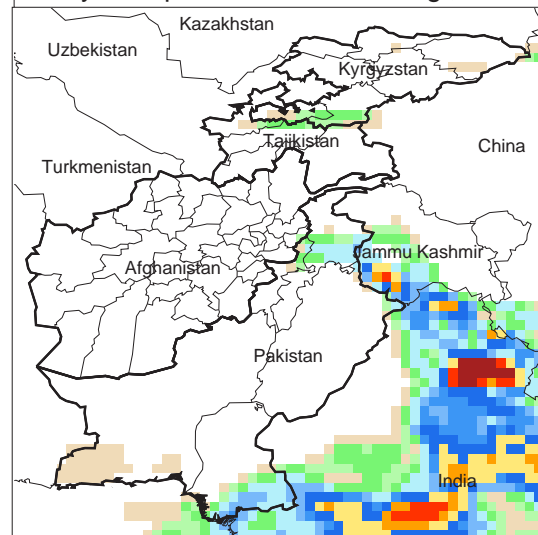 Kazakhstan
Uzbekistan
Kyrgyzstan
Tajikistan
China
Turkmenistan
Jammu Kashmir
Afghanistan
Pakistan
India